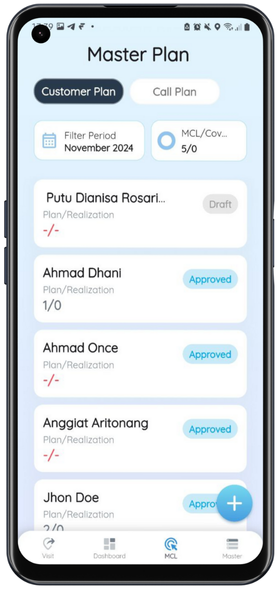 Master Plan
Customer Plan
Call Plan
Filter Period
November 2024
MCL/Cov...
5/0
Putu Dianisa Rosari...
Draft
Plan/Realization
-/-
Ahmad Dhani
Approved
Plan/Realization
1/0
Ahmad Once
Approved
Plan/Realization
-/-
Anggiat Aritonang
Approved
Plan/Realization
-/-
Jhon Doe
Appro
+
Plan/Realization
2/0
Visit
Dashboard
MCL
Master